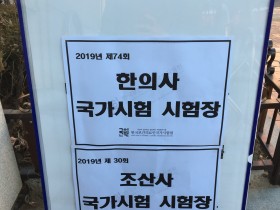 2019년 제74회
한의사
국가시험 시험장
2019년 제 30회
조산사
국가시험 시험장